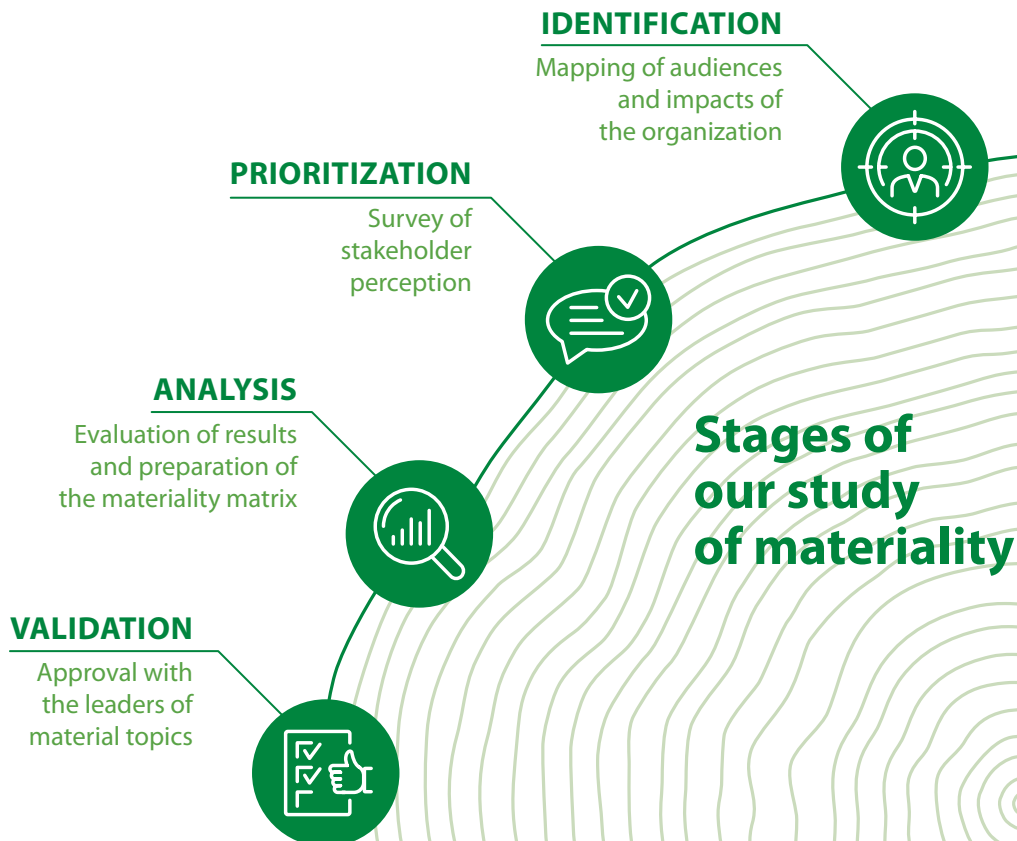 IDENTIFICATION
Mapping of audiences
and impacts of
the organization
PRIORITIZATION
Survey of
stakeholder
perception
ANALYSIS
Evaluation of results
and preparation of
the materiality matrix
VALIDATION
Approval with
the leaders of
material topics
Stages of
our study
of materiality